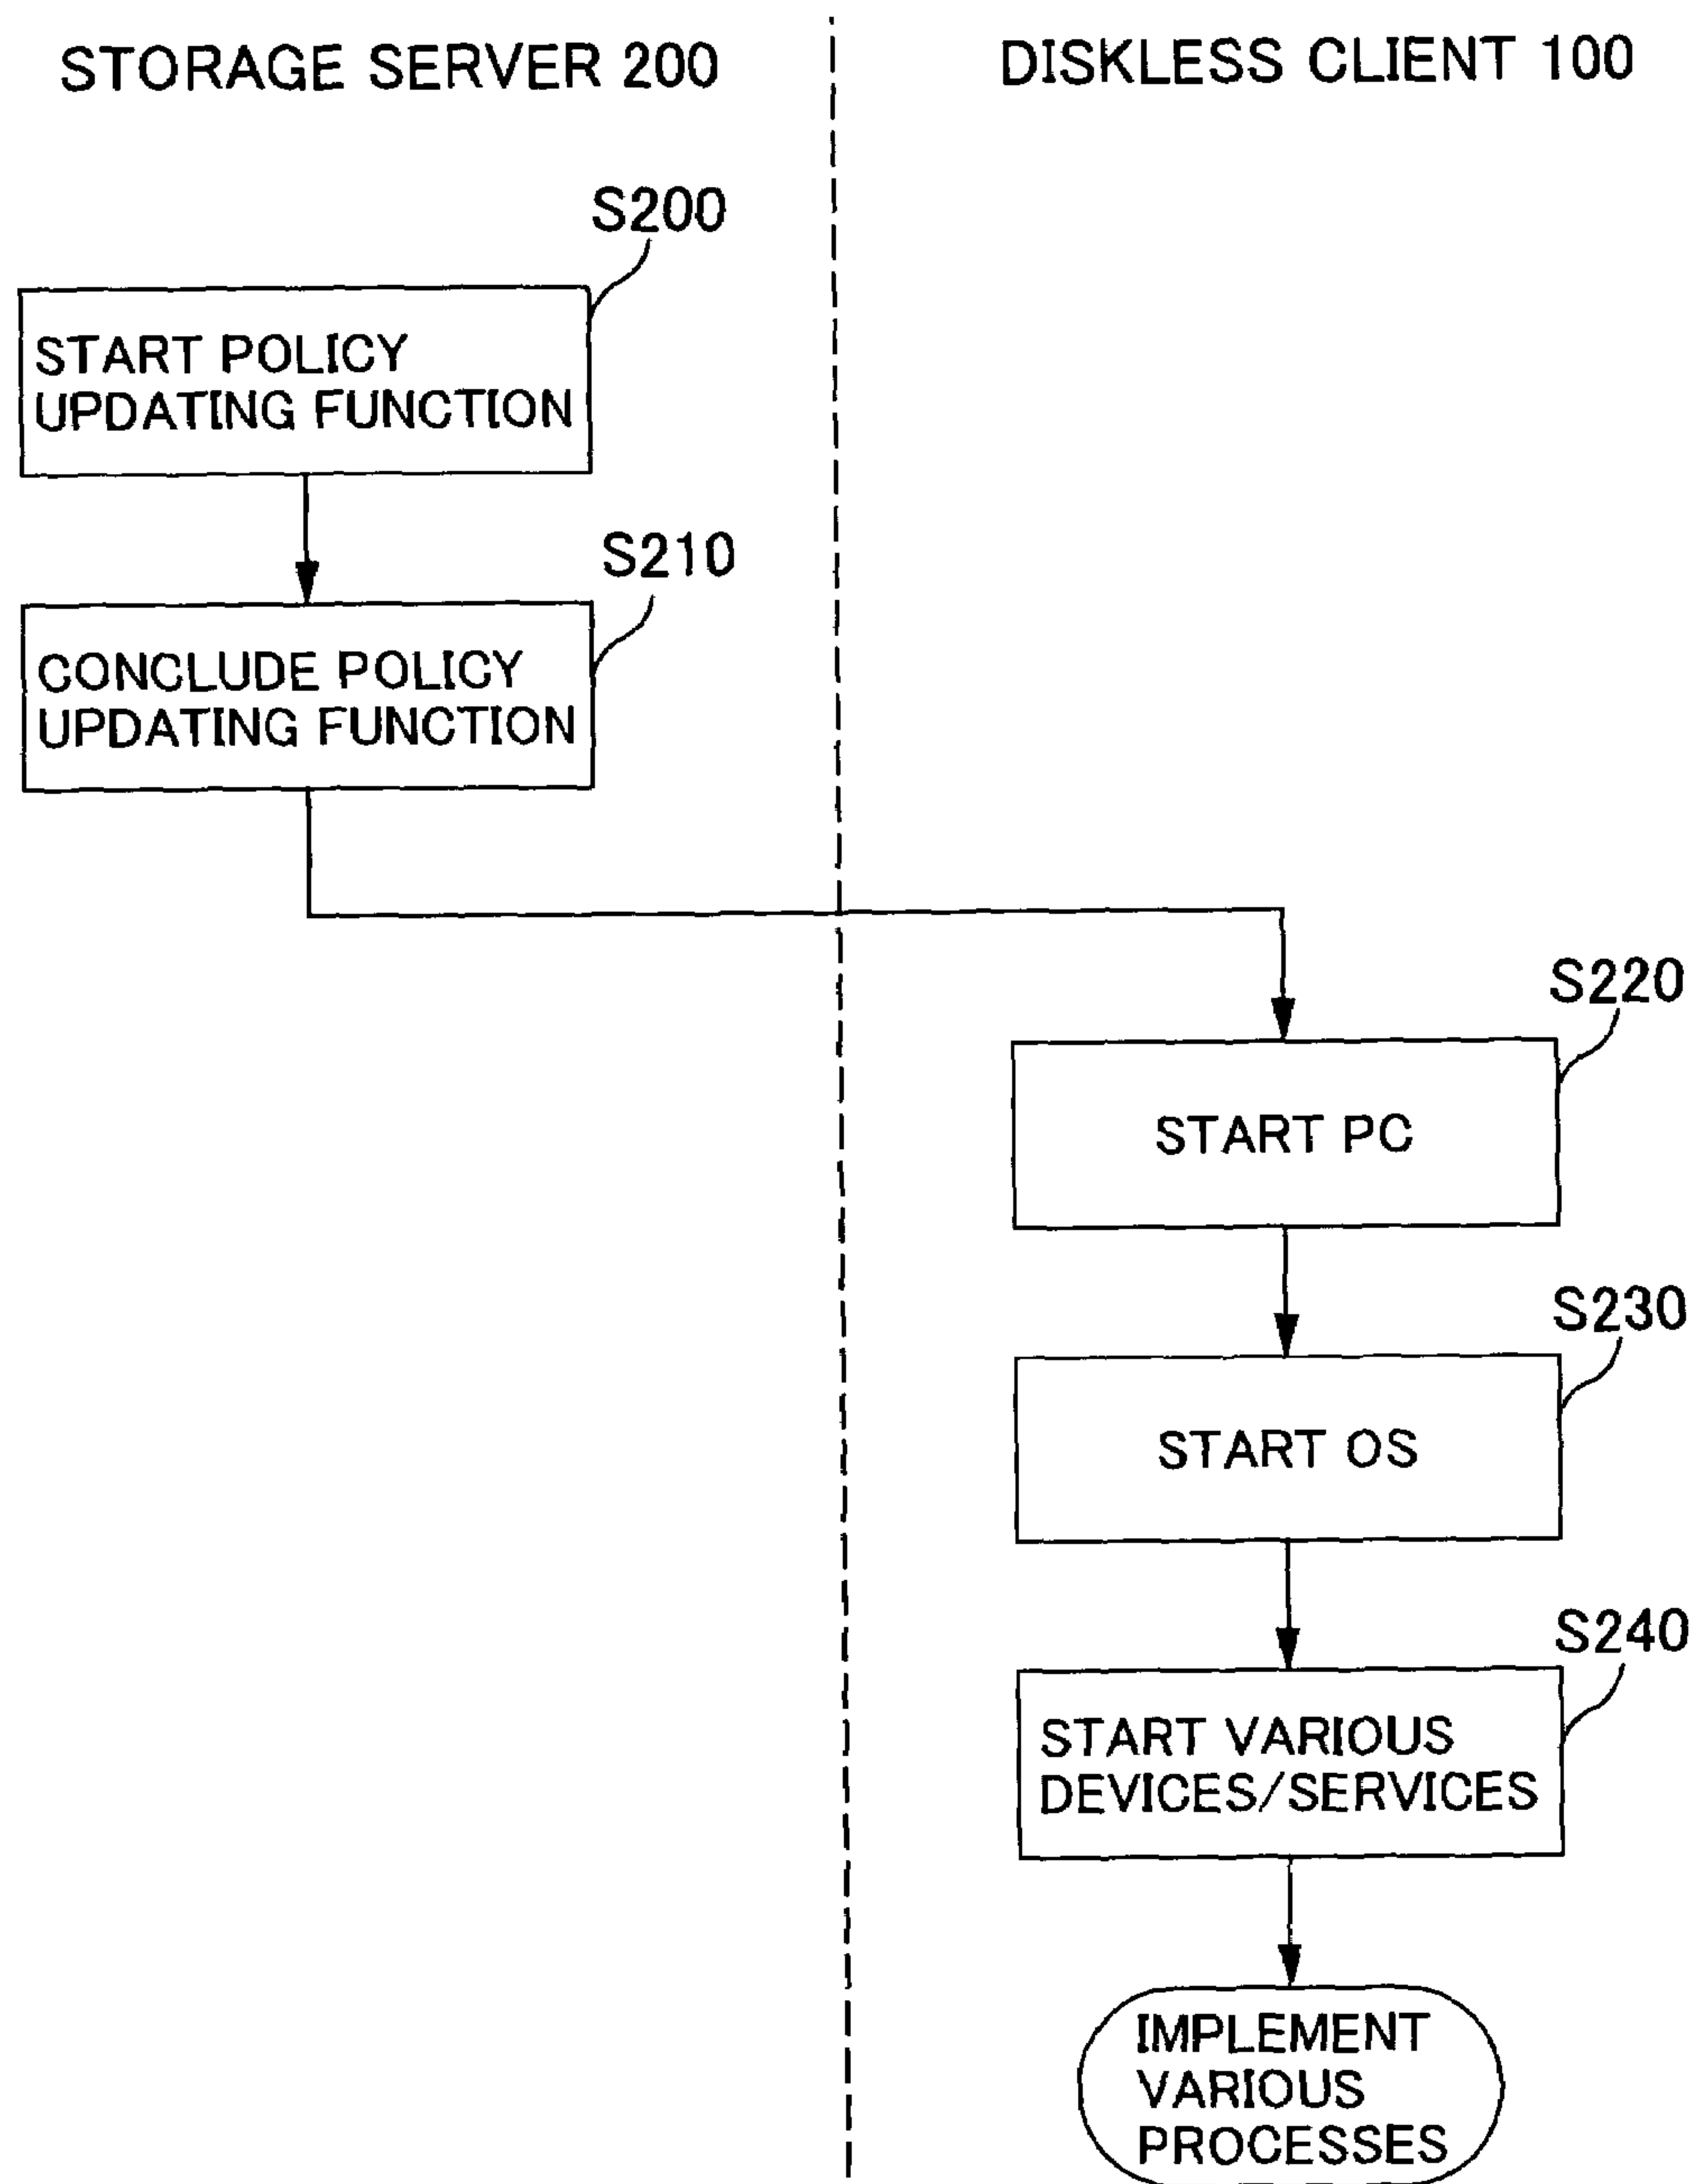 STORAGE SERVER 200
DISKLESS CLIENT 100
S200
START POLICY
UPDATING FUNCTION
S210
CONCLUDE POLICY
UPDATING FUNCTION
S220
START PC
S230
START OS
S240
START VARIOUS
DEVICES/SERVICES
IMPLEMENT
VARIOUS
PROCESSES